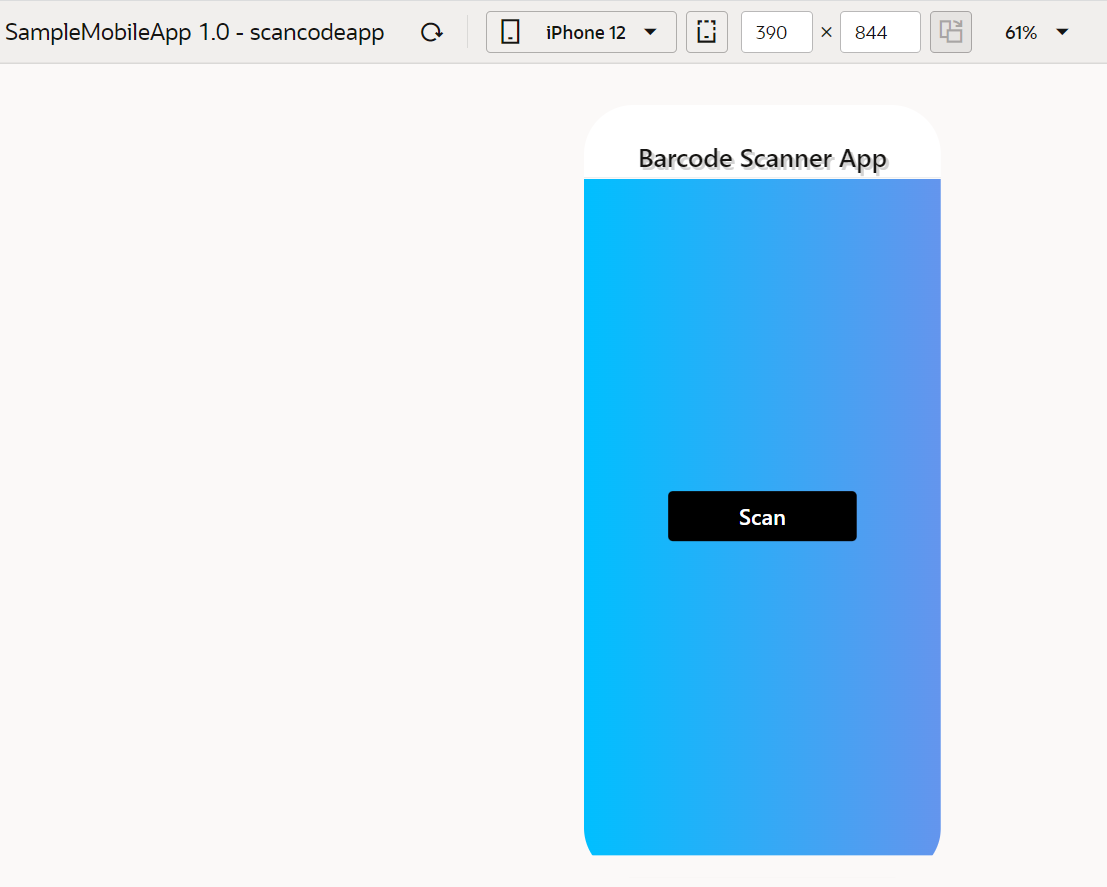 SampleMobileApp 1.0 - scancodeapp iPhone 12 390 × 844 61%
Barcode Scanner App
Scan